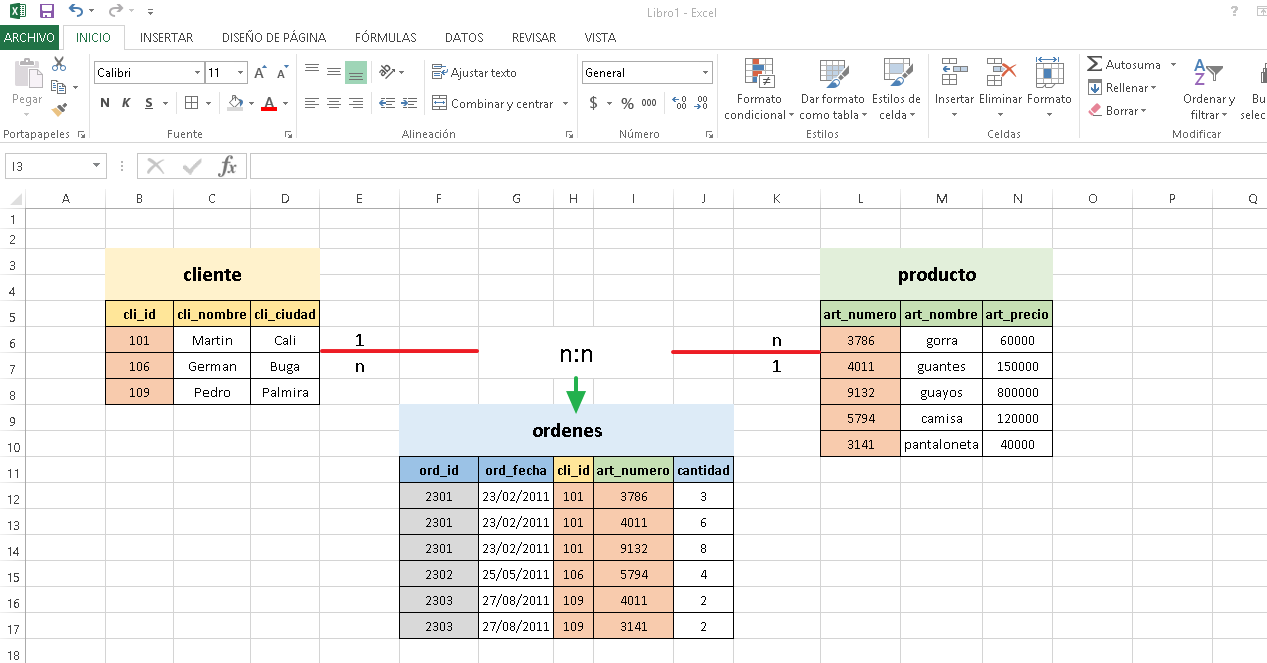 Libro1 - Excel
?
ARCHIVO INICIO INSERTAR DISEÑO DE PÁGINA FÓRMULAS DATOS REVISAR VISTA
Pegar
Calibri 11
N K S A A A
Ajustar texto
Combinar y centrar
General
$ % 000
Formato condicional
Dar formato como tabla
Estilos de celda
Insertar Eliminar Formato
Autosuma
Rellenar
Borrar
Ordenar y filtrar
Bu
selec
Portapapeles Fuente Alineación Número Estilos Celdas Modificar
I3 fx
A B C D E F G H I J K L M N O P Q
1
2
3
4
5
6
7
8
9
10
11
12
13
14
15
16
17
18
cliente
cli_id cli_nombre cli_ciudad
101 Martin Cali
106 German Buga
109 Pedro Palmira
1
n
n:n
n
1
producto
art_numero art_nombre art_precio
3786 gorra 60000
4011 guantes 150000
9132 guayos 800000
5794 camisa 120000
3141 pantaloneta 40000
ordenes
ord_id ord_fecha cli_id art_numero cantidad
2301 23/02/2011 101 3786 3
2301 23/02/2011 101 4011 6
2301 23/02/2011 101 9132 8
2302 25/05/2011 106 5794 4
2303 27/08/2011 109 4011 2
2303 27/08/2011 109 3141 2